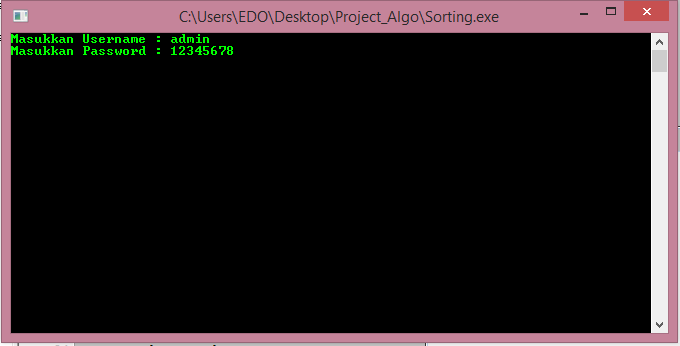 C:\Users\EDO\Desktop\Project_Algo\Sorting.exe
Masukkan Username : admin
Masukkan Password : 12345678